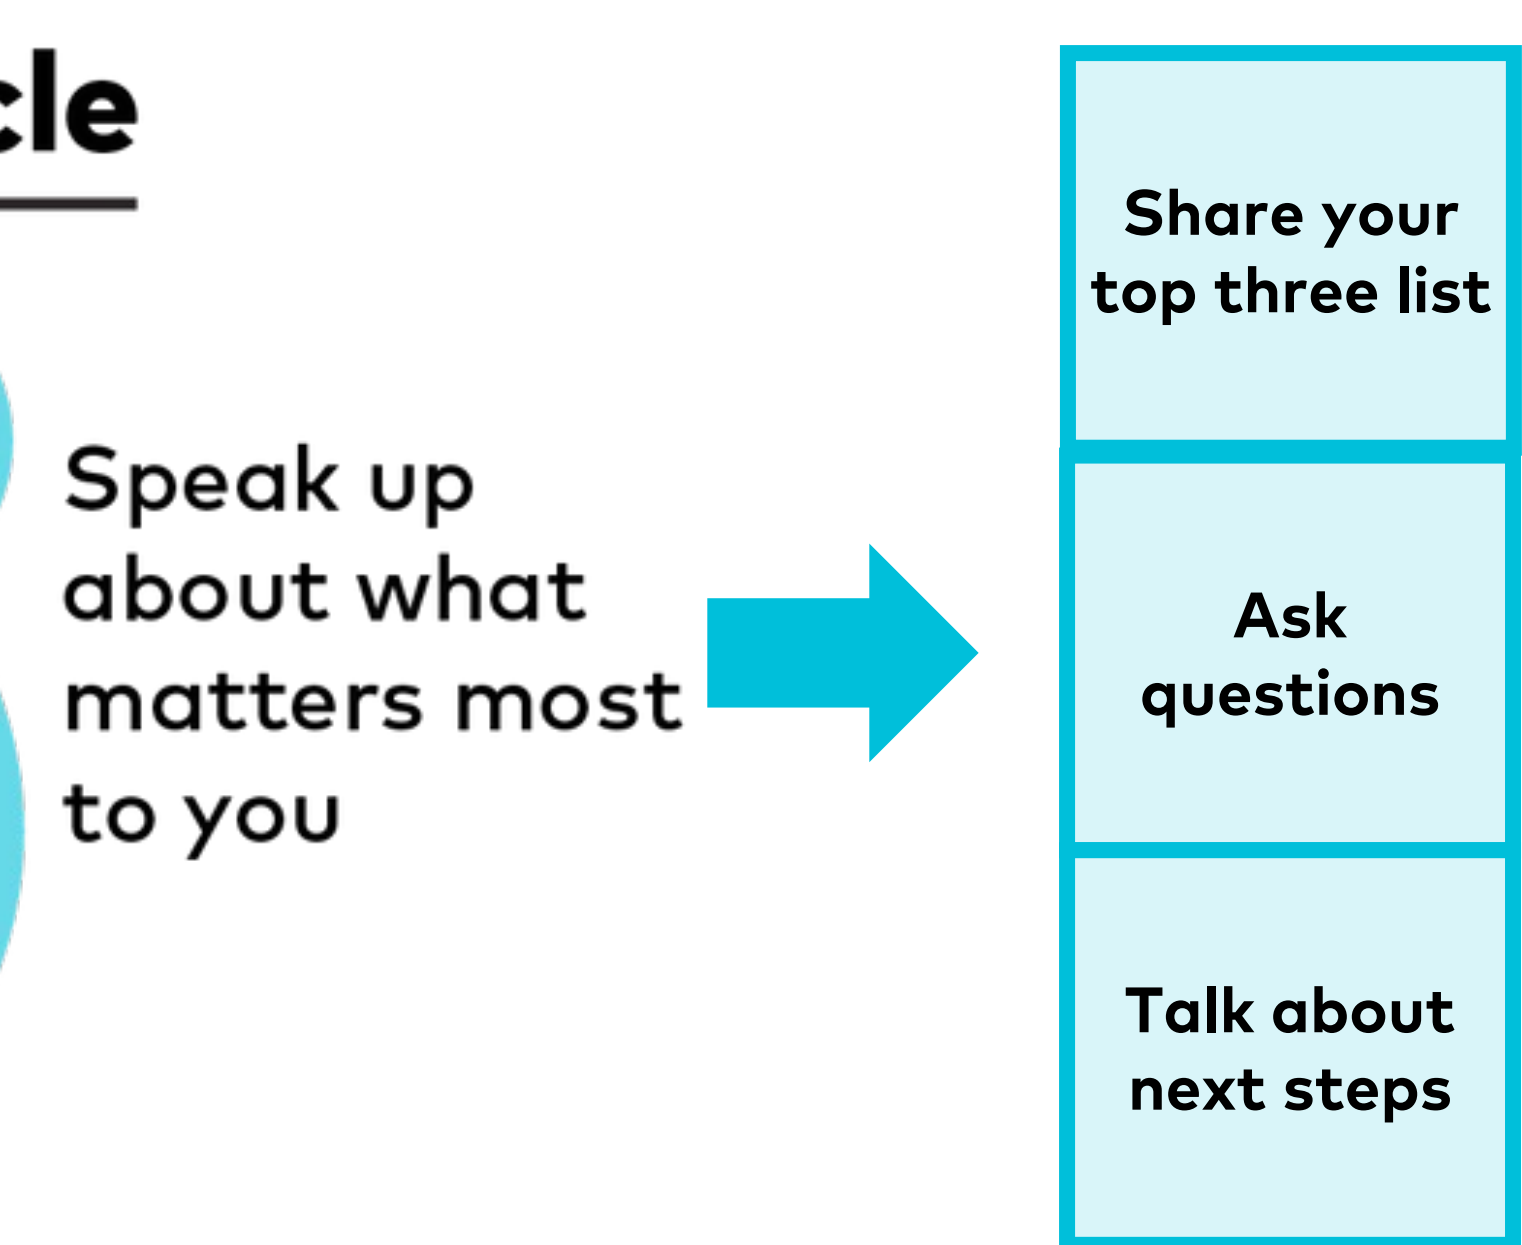 cle
Speak up
about what
matters most
to you
Share your
top three list
Ask
questions
Talk about
next steps